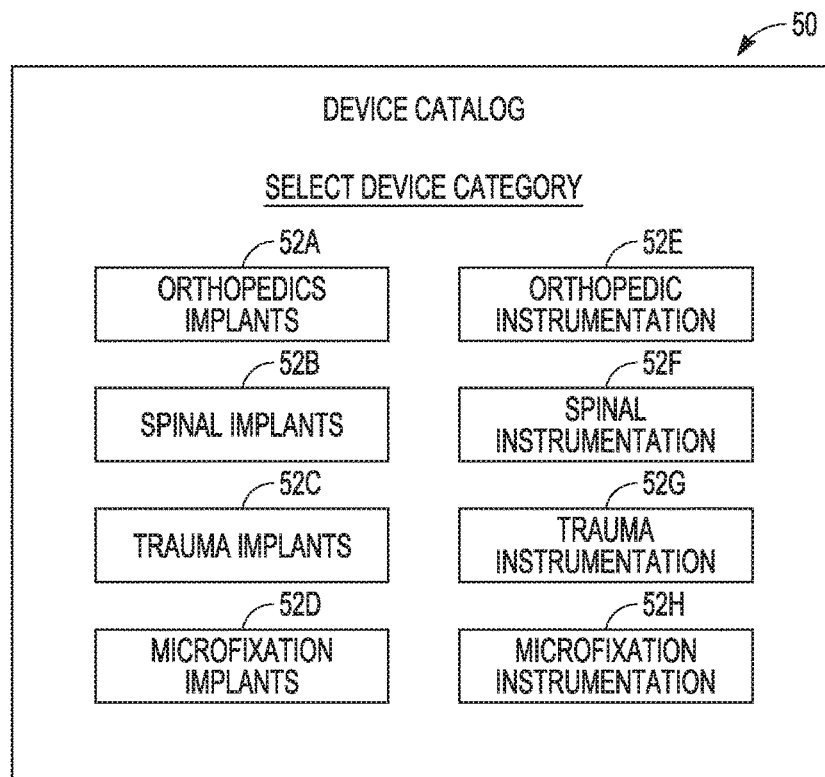 50
DEVICE CATALOG
SELECT DEVICE CATEGORY
52A
ORTHOPEDICS
IMPLANTS
52E
ORTHOPEDIC
INSTRUMENTATION
52B
SPINAL IMPLANTS
52F
SPINAL
INSTRUMENTATION
52C
TRAUMA IMPLANTS
52G
TRAUMA
INSTRUMENTATION
52D
MICROFIXATION
IMPLANTS
52H
MICROFIXATION
INSTRUMENTATION